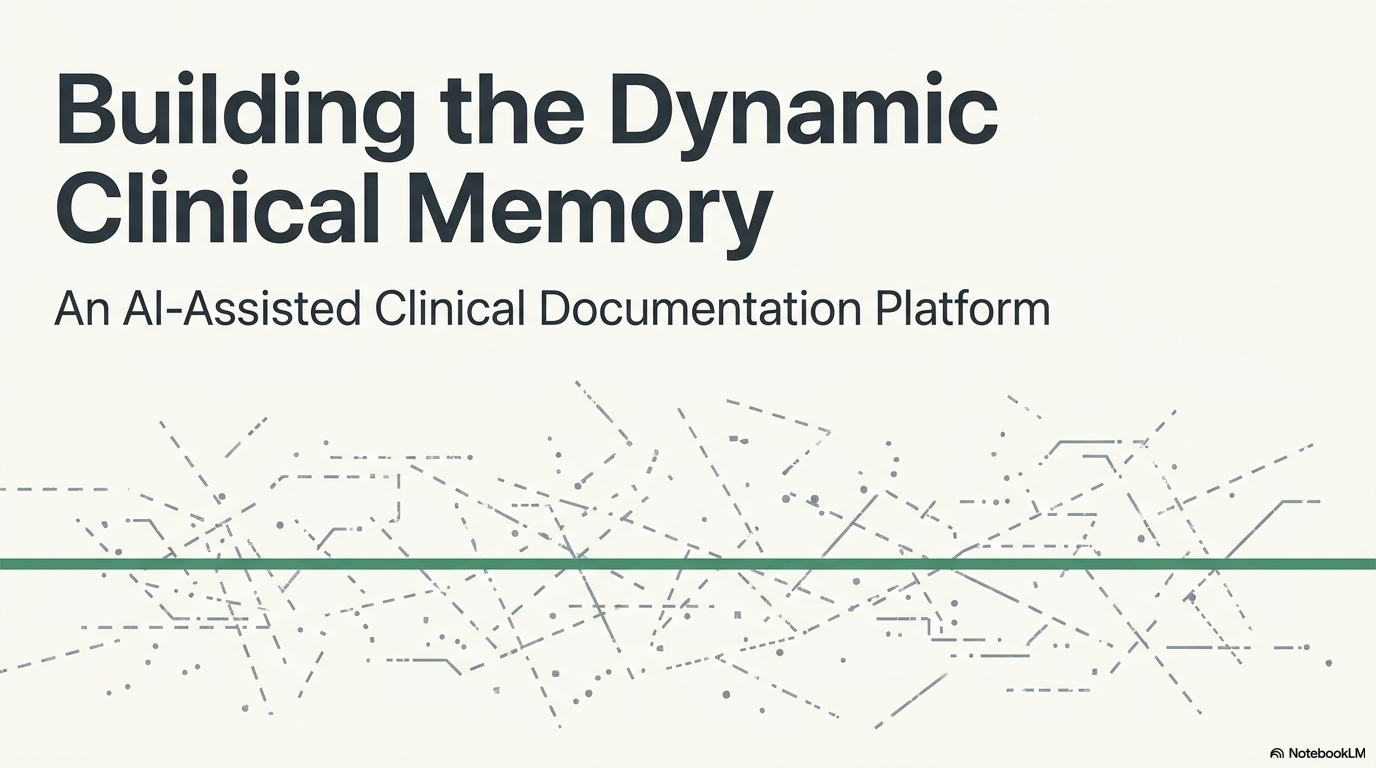 Building the Dynamic
Clinical Memory
An AI-Assisted Clinical Documentation Platform
NotebookLM